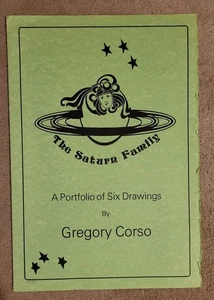 The Saturn Family
A Portfolio of Six Drawings
By
Gregory Corso